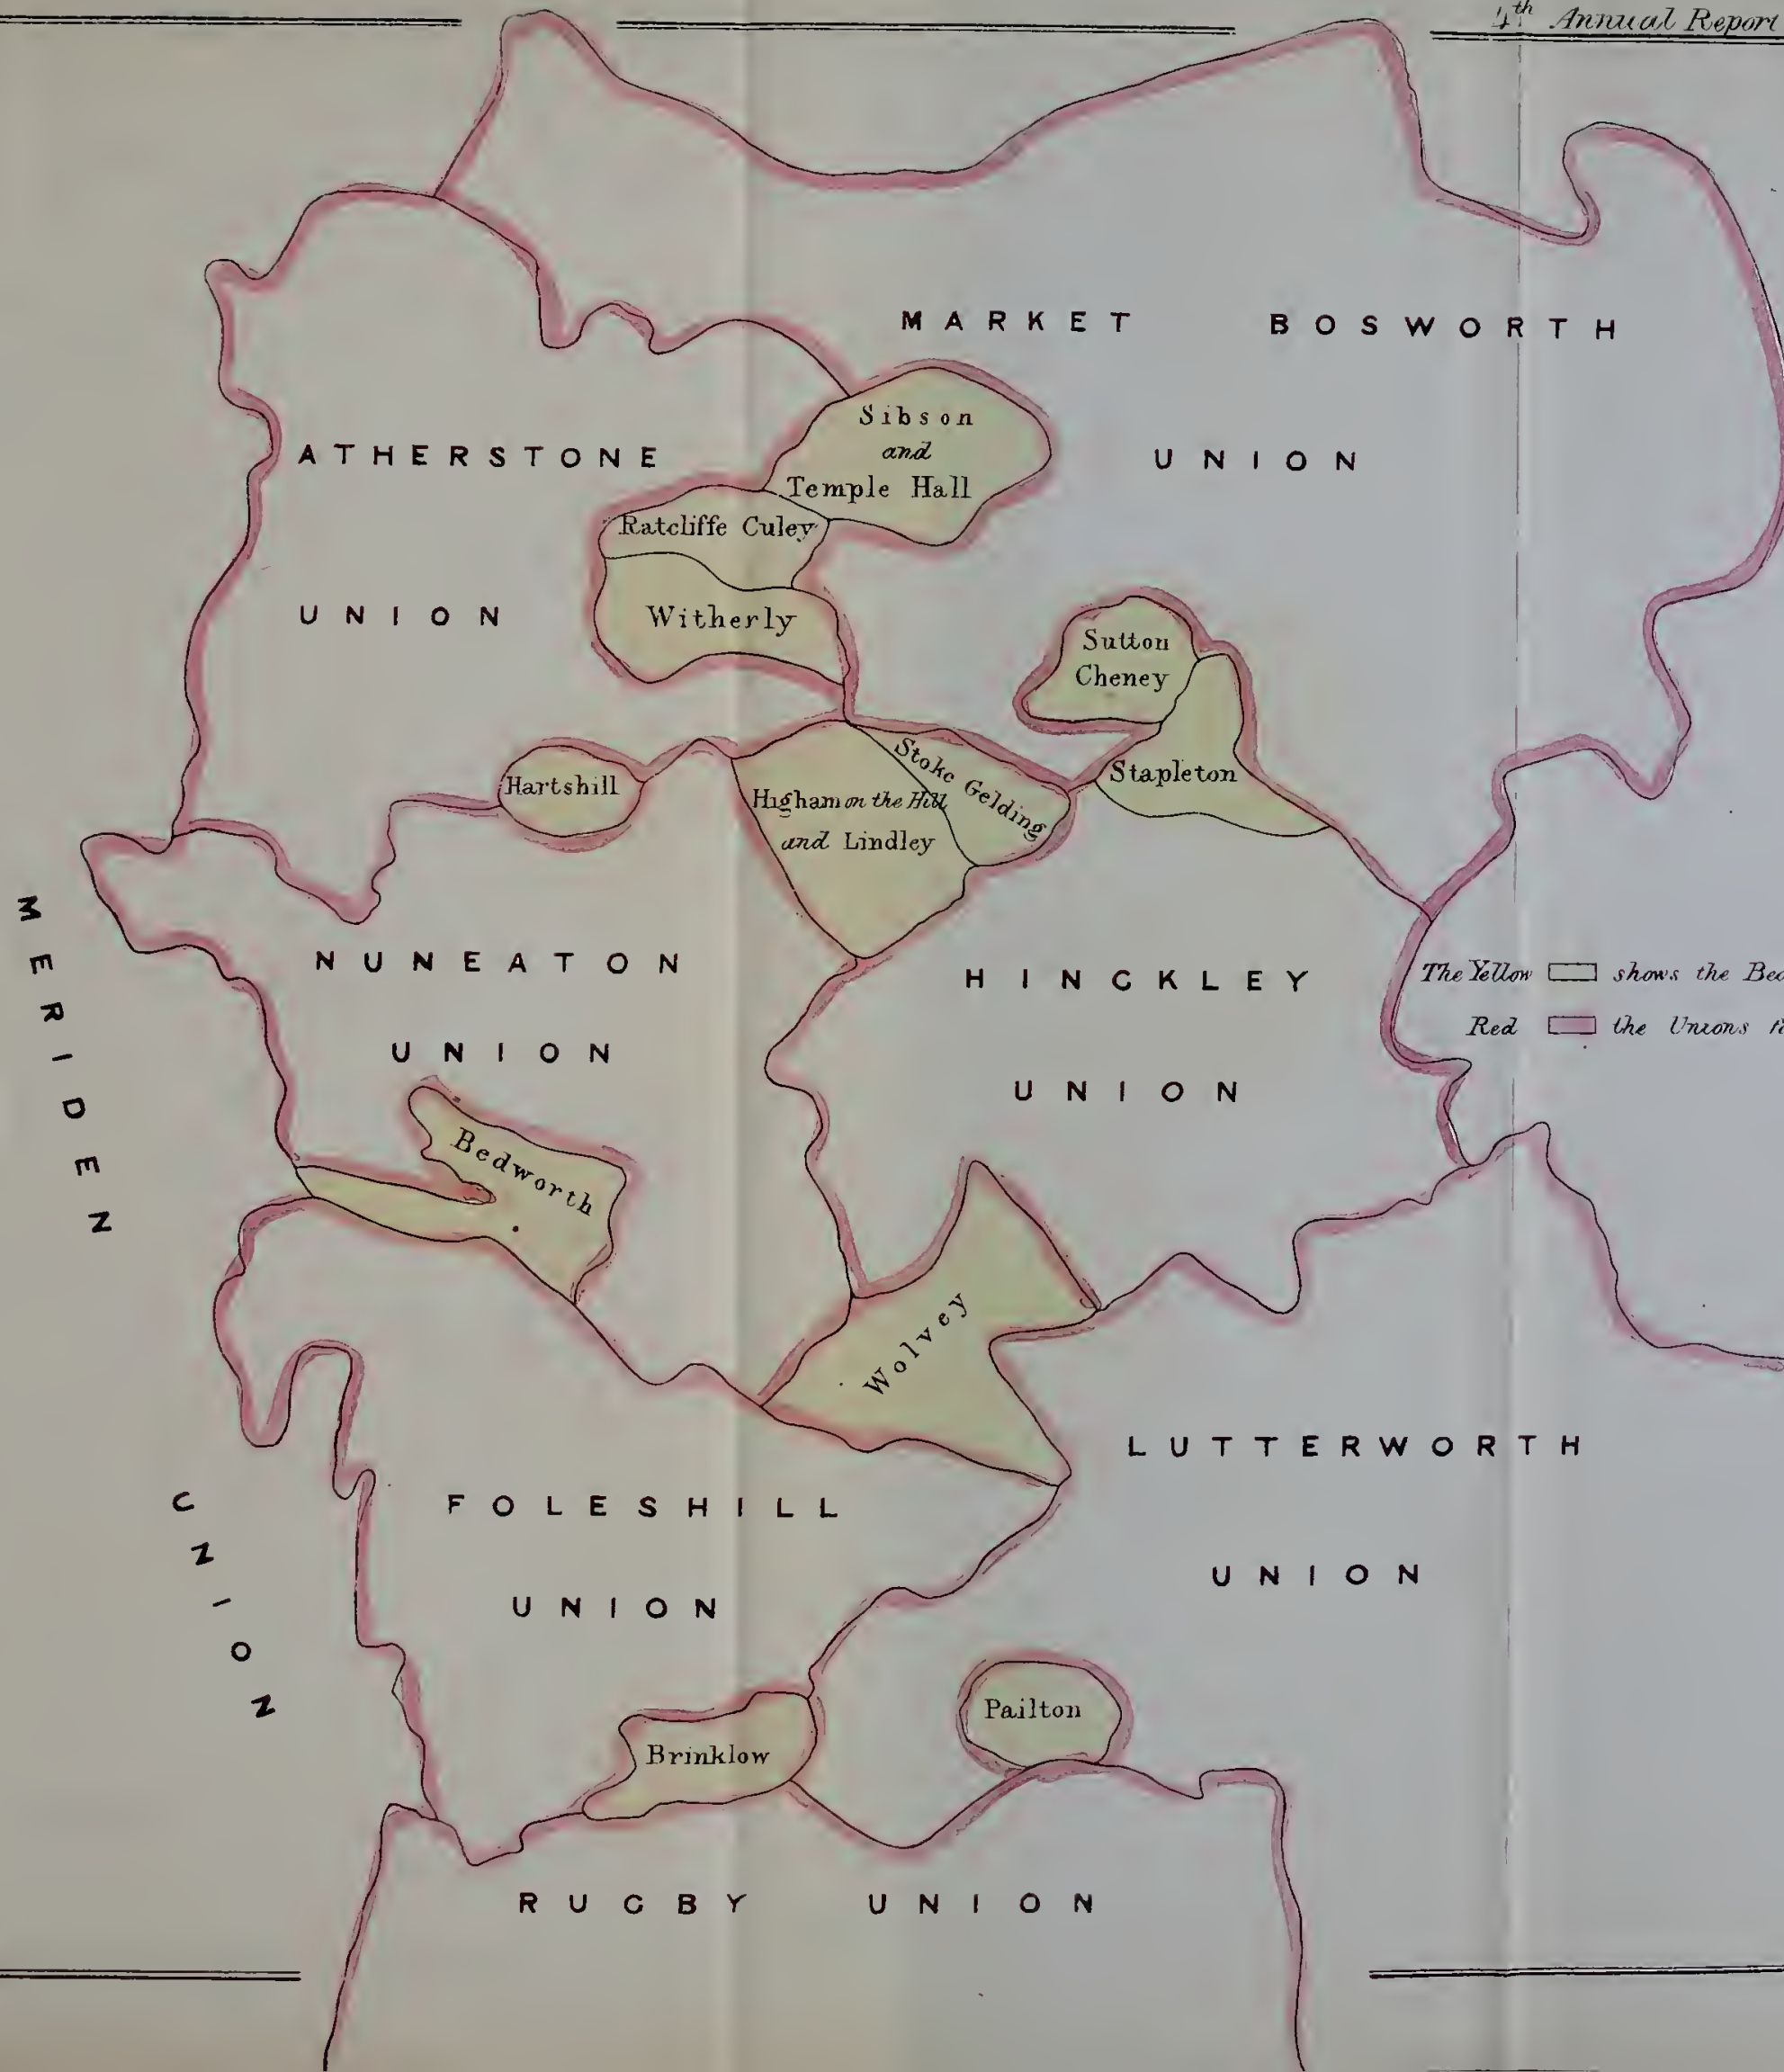 4th Annual Report
MARKET BOSWORTH
UNION
Sibson
and
Temple Hall
ATHERSTONE
UNION
Ratcliffe Culey
Witherly
Sutton
Cheney
Stapleton
Stoke Gelding
Hartshill
Higham on the Hill
and Lindley
MERIDEN
UNION
NUNEATON
UNION
HINCKLEY
UNION
The Yellow shows the
Red the Unions
Bedworth
Wolvey
LUTTERWORTH
UNION
FOLESHILL
UNION
Pailton
Brinklow
RUGBY UNION